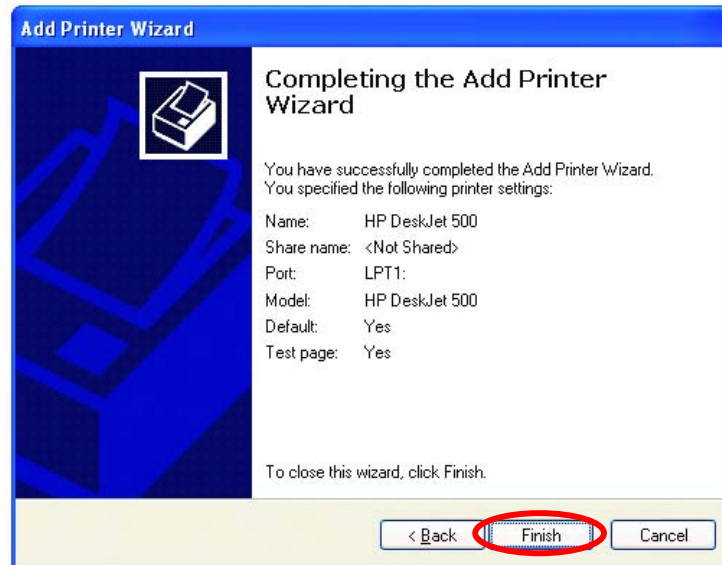 Add Printer Wizard
Completing the Add Printer
Wizard
You have successfully completed the Add Printer Wizard.
You specified the following printer settings:
Name: HP DeskJet 500
Share name: <Not Shared>
Port: LPT1:
Model: HP DeskJet 500
Default: Yes
Test page: Yes
To close this wizard, click Finish.
< Back Finish Cancel